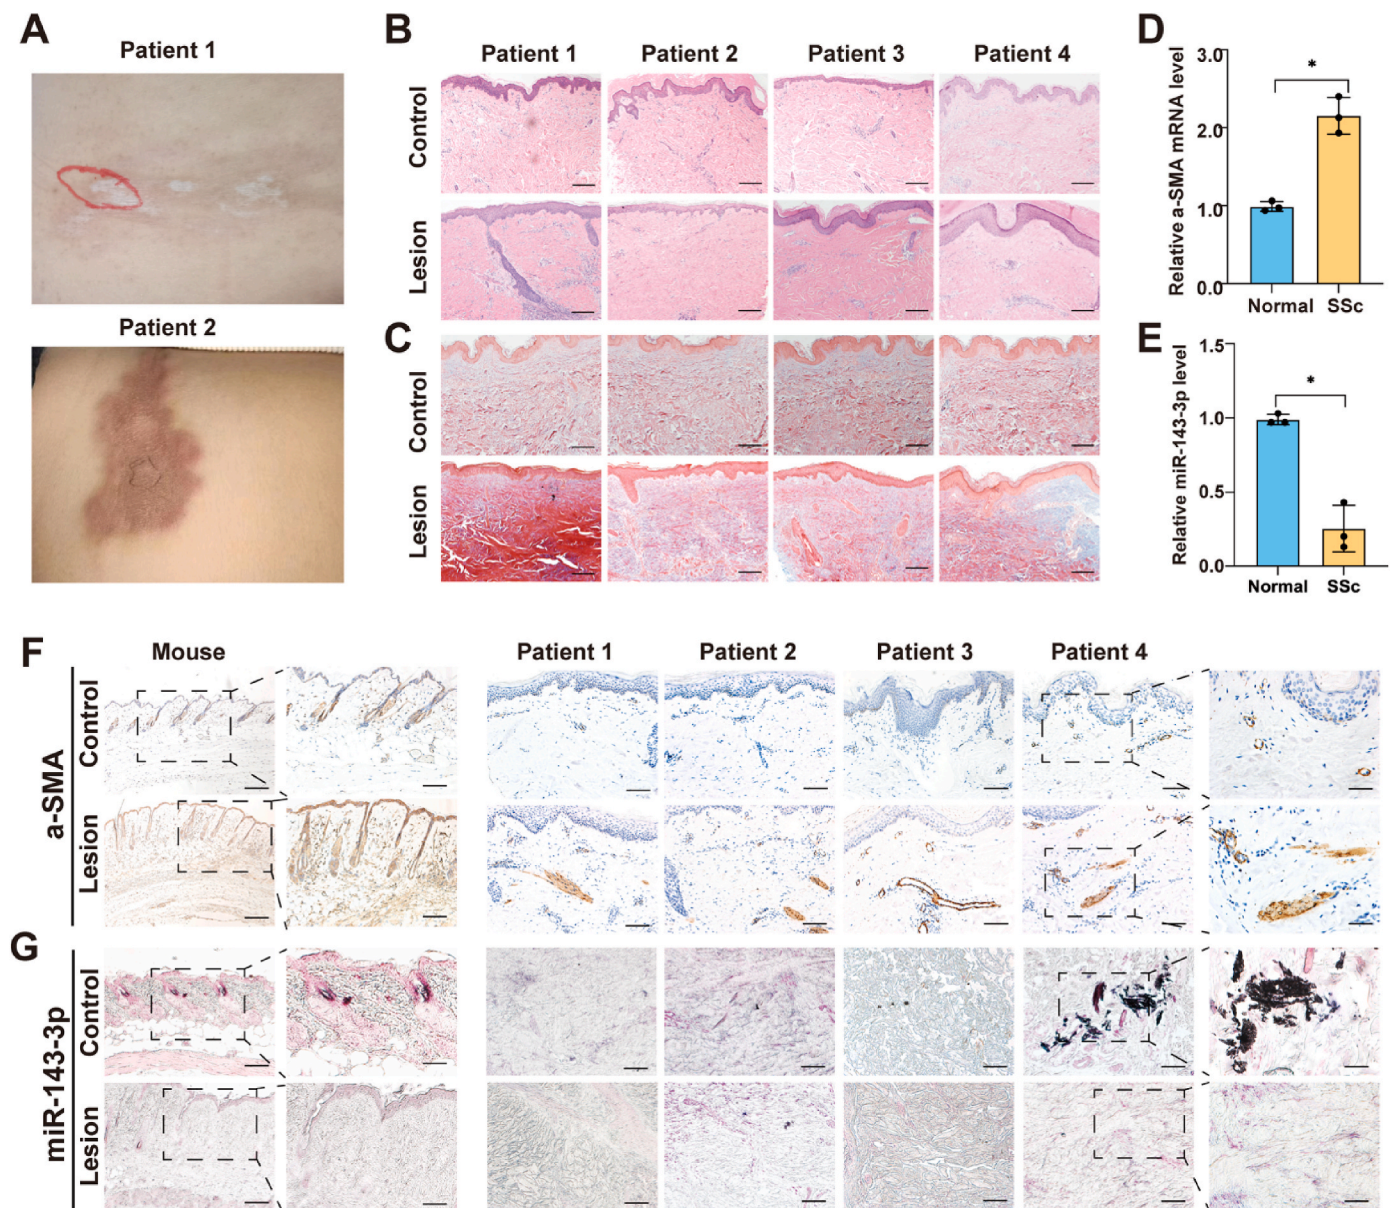 A
Patient 1
Patient 2
B
Patient 1 Patient 2 Patient 3 Patient 4
Control
Lesion
C
Control
Lesion
D
Relative a-SMA mRNA level
3.0
2.0
1.0
0.0
*
Normal SSc
E
Relative miR-143-3p level
1.5
1.0
0.5
0.0
*
Normal SSc
F
Mouse Patient 1 Patient 2 Patient 3 Patient 4
a-SMA
Control
Lesion
G
miR-143-3p
Control
Lesion